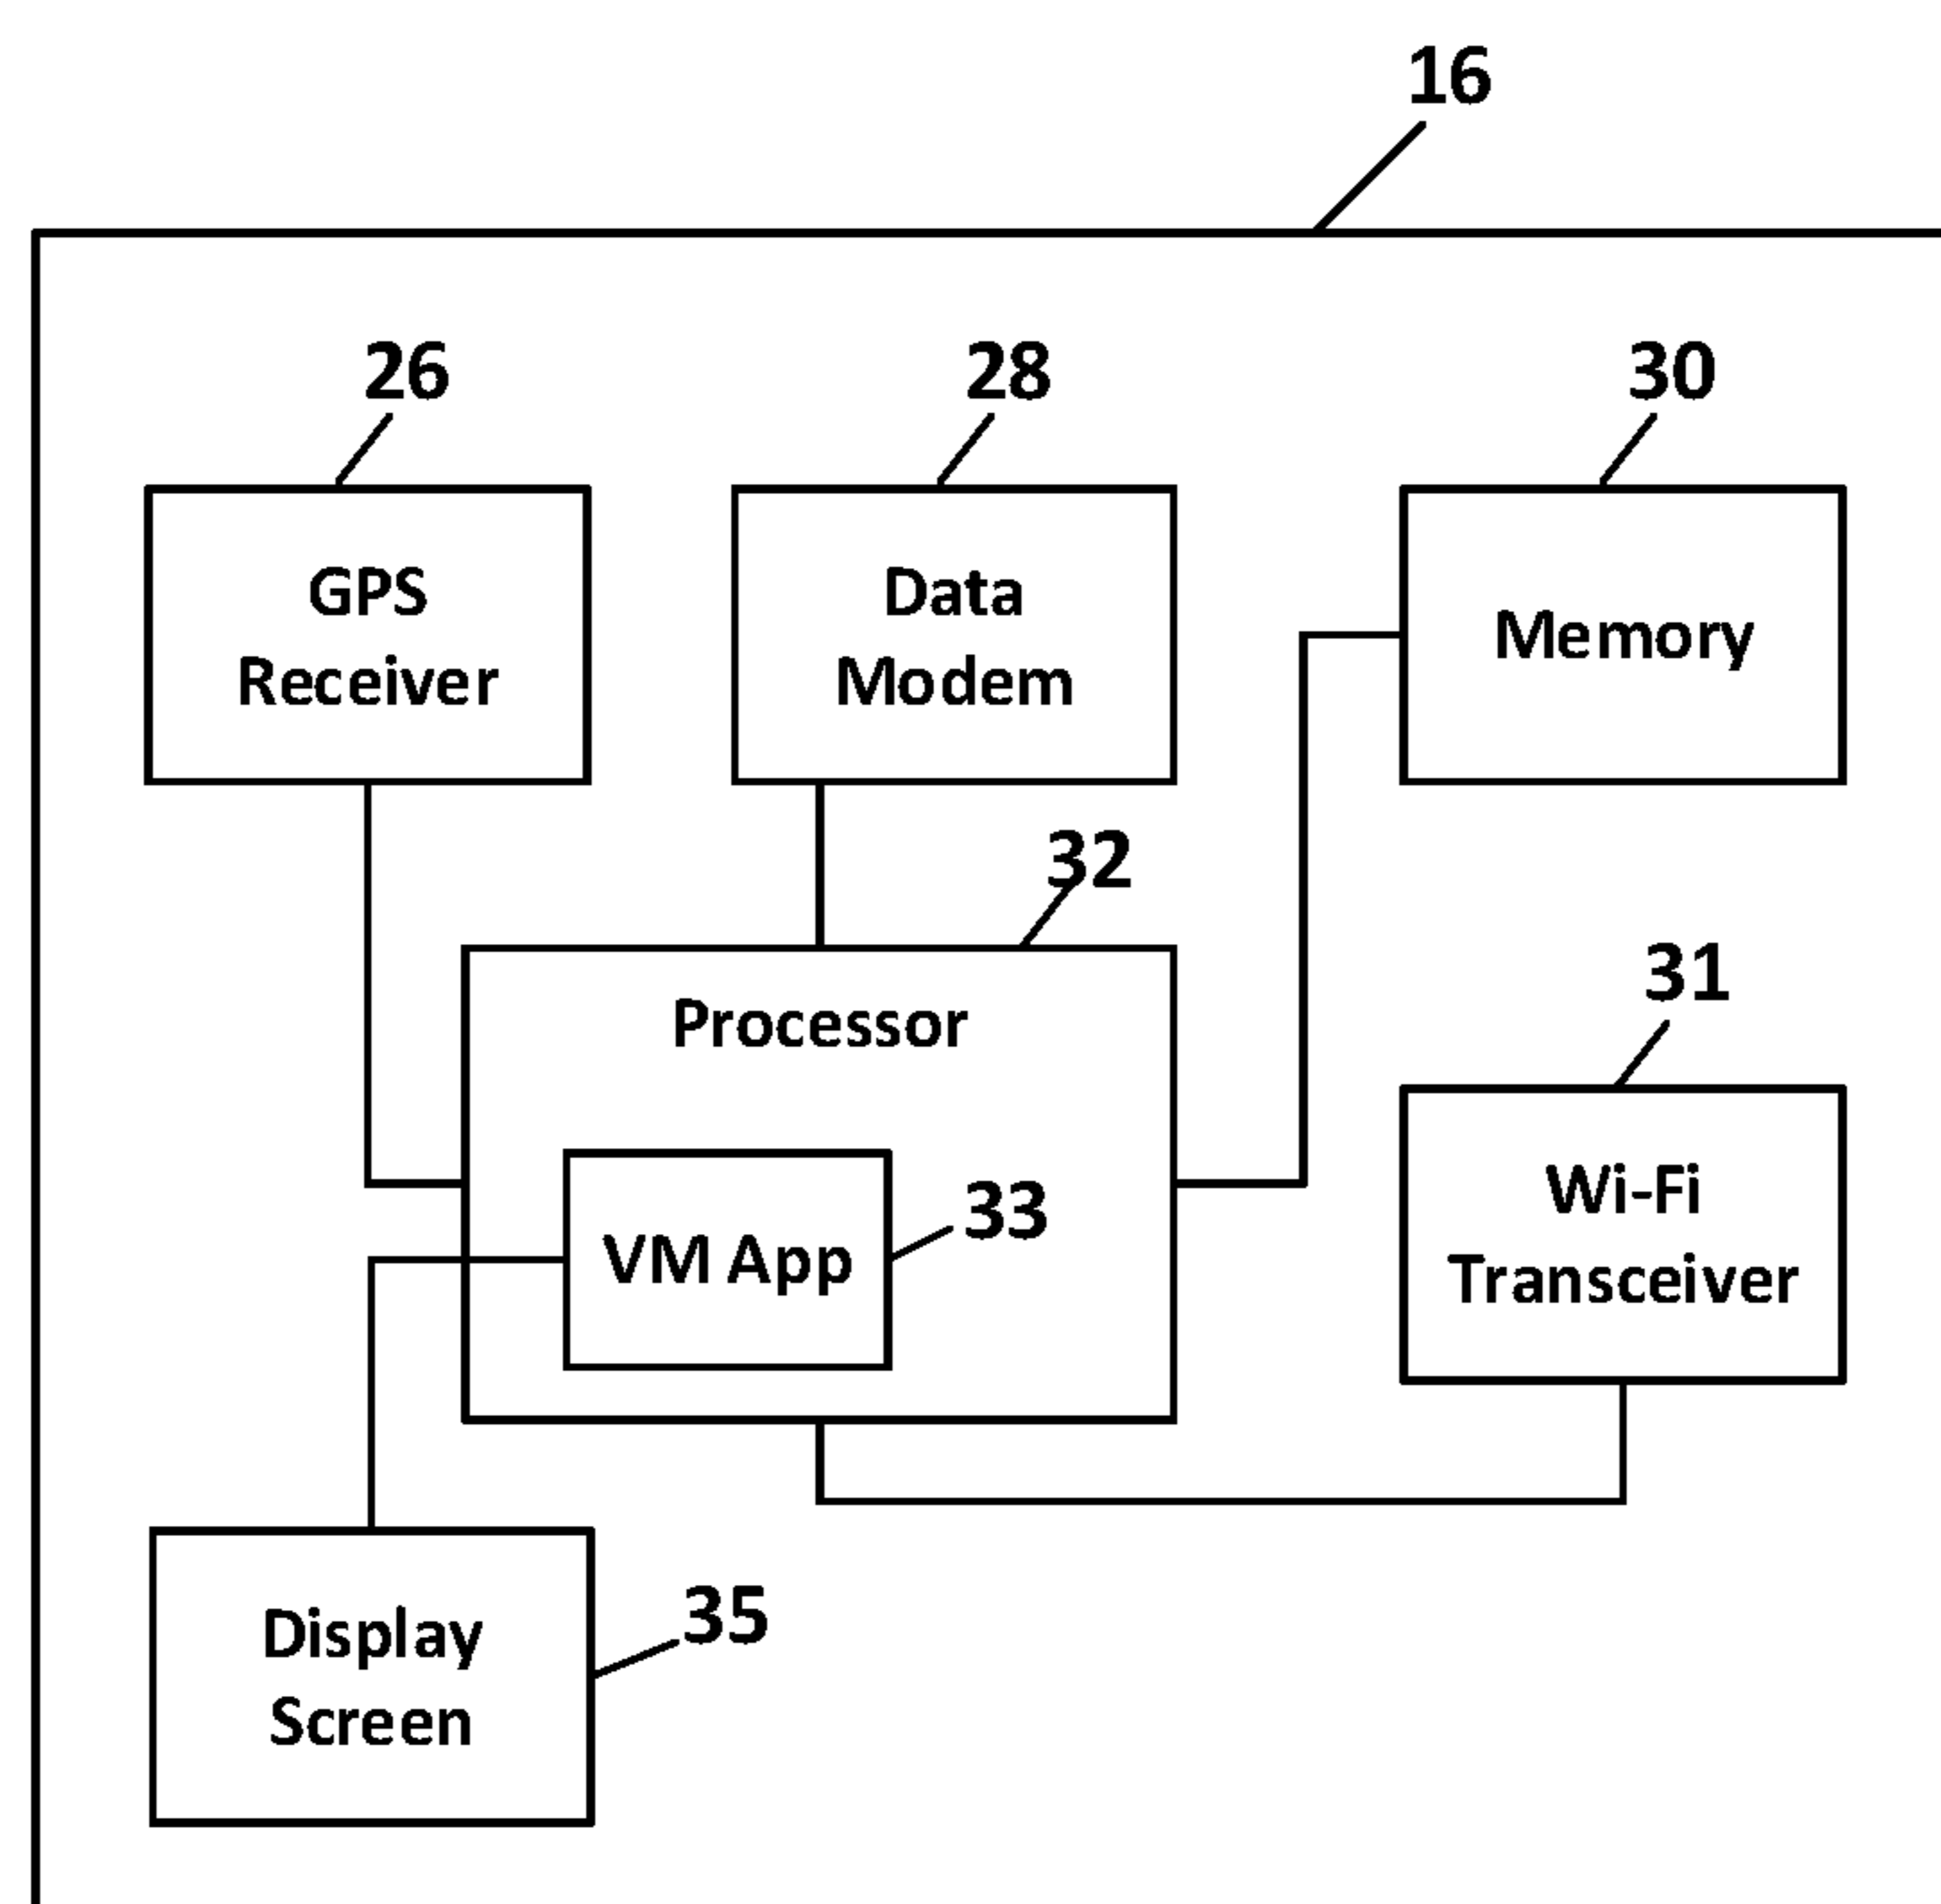 16
26
28
30
GPS
Receiver
Data
Modem
Memory
32
Processor
31
VM App
33
Wi-Fi
Transceiver
35
Display
Screen